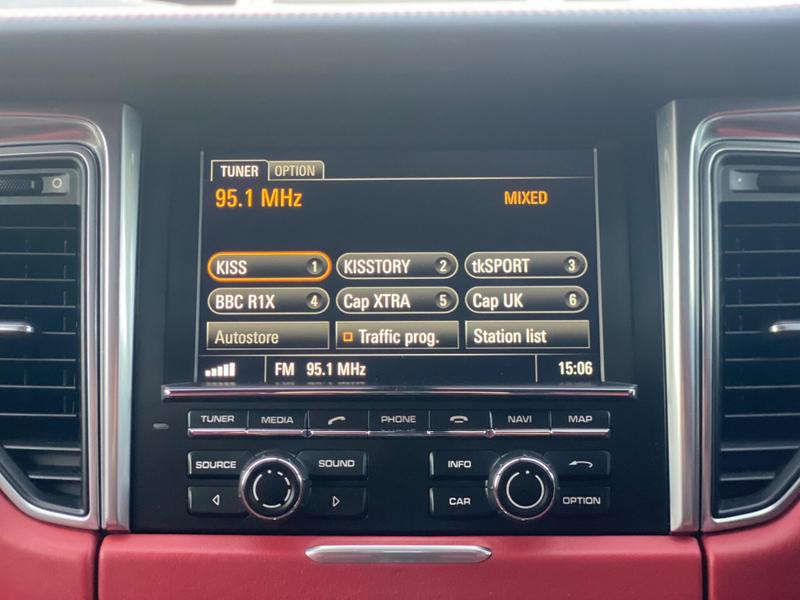 TUNER OPTION
95.1 MHz MIXED
KISS 1 KISSTORY 2 tkSPORT 3
BBC R1X 4 Cap XTRA 5 Cap UK 6
Autostore Traffic prog. Station list
FM 95.1 MHz 15:06
TUNER MEDIA PHONE NAVI MAP
SOURCE SOUND INFO
CAR OPTION